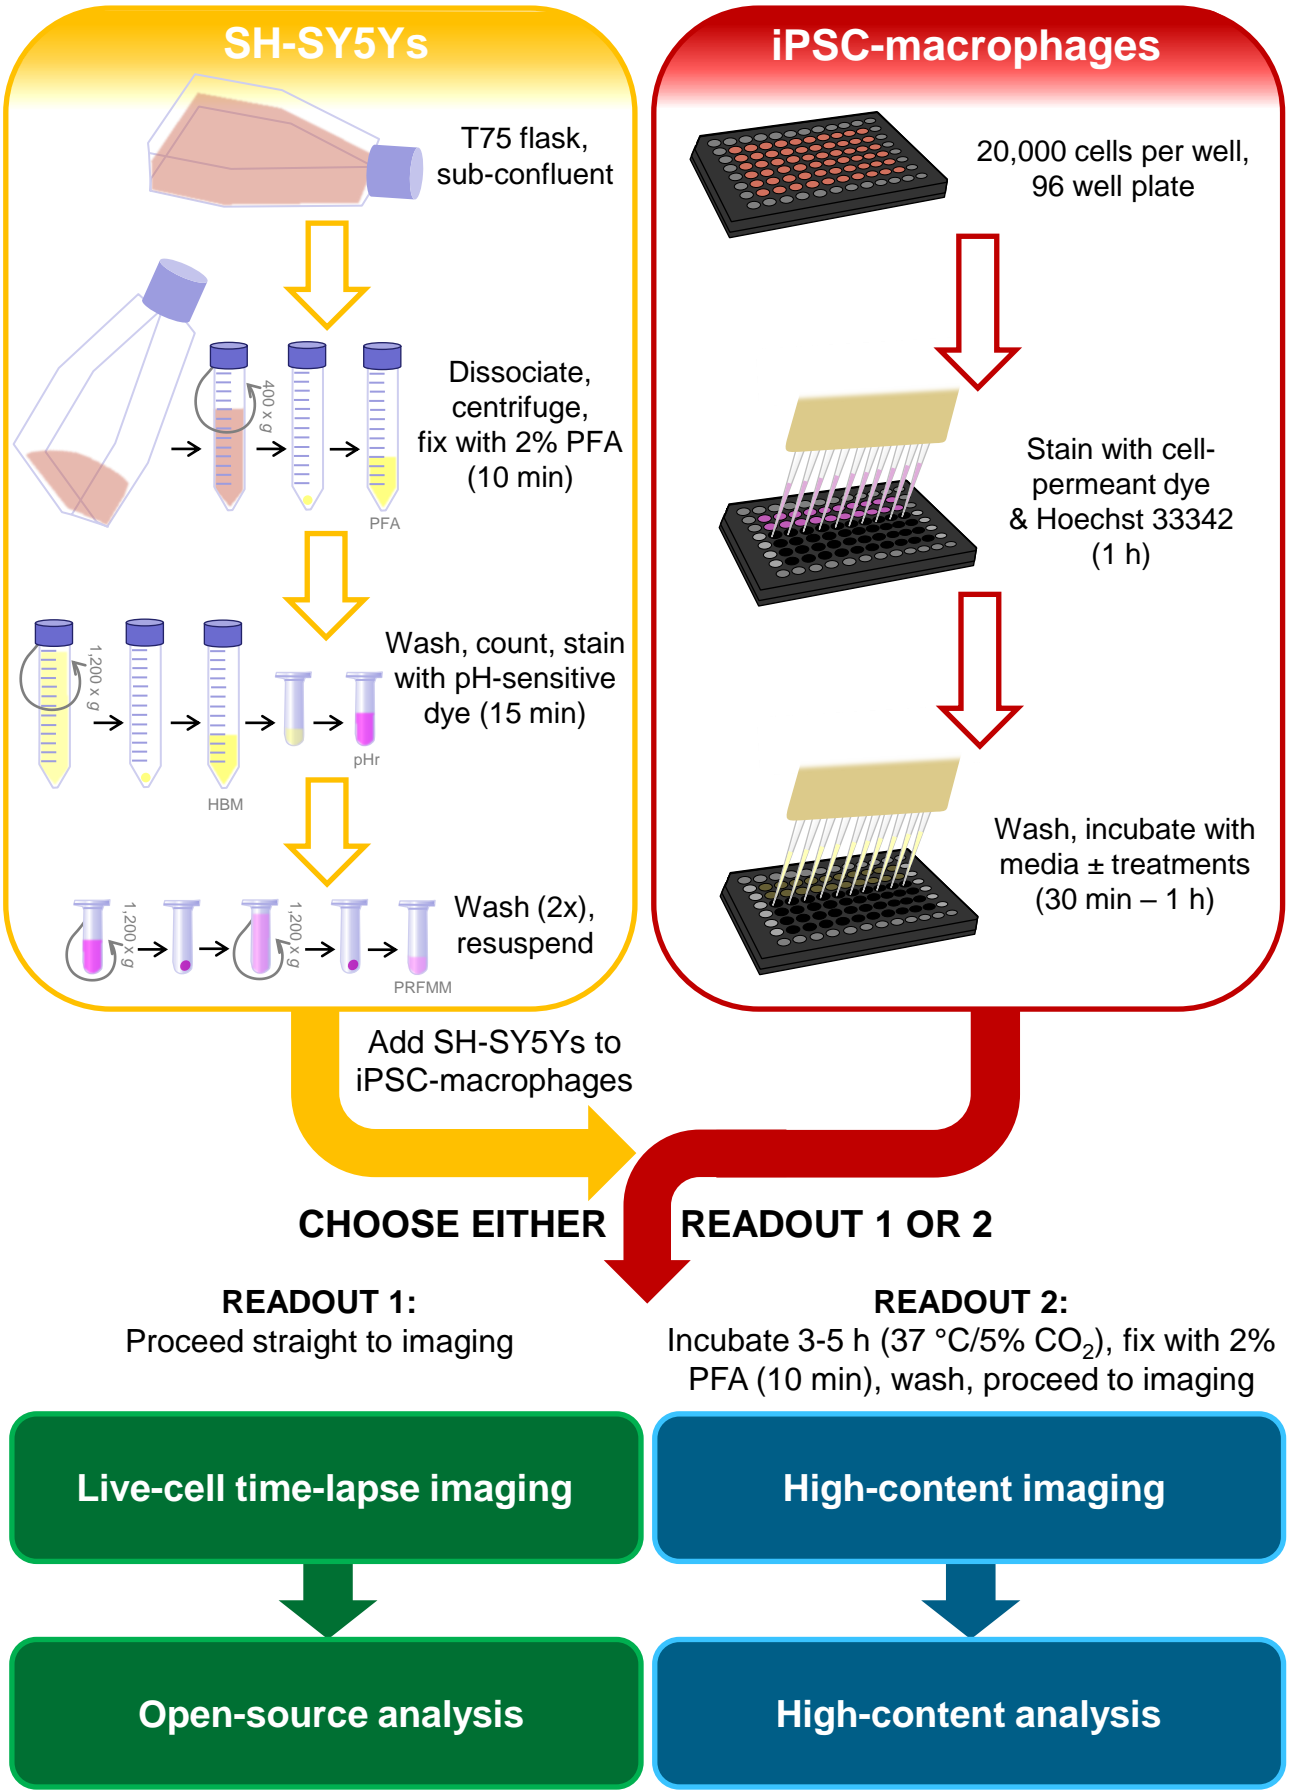 SH-SY5Ys
T75 flask,
sub-confluent
400 x g
Dissociate,
centrifuge,
fix with 2% PFA
(10 min)
PFA
1,200 x g
Wash, count, stain
with pH-sensitive
dye (15 min)
pHr
HBM
1,200 x g
1,200 x g
Wash (2x),
resuspend
PRFMM
iPSC-macrophages
20,000 cells per well,
96 well plate
Stain with cell-
permeant dye
& Hoechst 33342
(1 h)
Wash, incubate with
media ± treatments
(30 min – 1 h)
Add SH-SY5Ys to
iPSC-macrophages
CHOOSE EITHER READOUT 1 OR 2
READOUT 1:
Proceed straight to imaging
READOUT 2:
Incubate 3-5 h (37 °C/5% CO₂), fix with 2%
PFA (10 min), wash, proceed to imaging
Live-cell time-lapse imaging
High-content imaging
Open-source analysis
High-content analysis